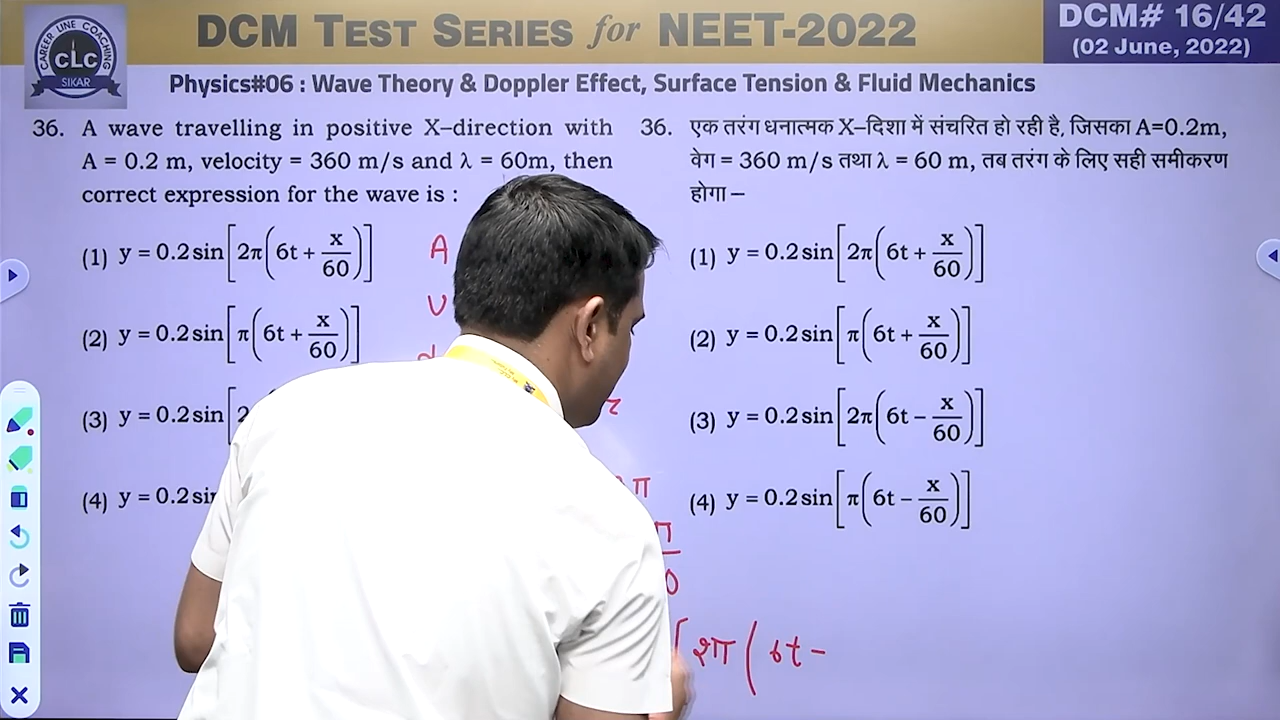 CAREER LINE COACHING
CLC
SIKAR
DCM TEST SERIES for NEET-2022
DCM# 16/42
(02 June, 2022)
Physics#06 : Wave Theory & Doppler Effect, Surface Tension & Fluid Mechanics
36. A wave travelling in positive X–direction with
A = 0.2 m, velocity = 360 m/s and λ = 60m, then
correct expression for the wave is :
(1) y = 0.2 sin[2π(6t + x/60)]
(2) y = 0.2 sin[π(6t + x/60)]
(3) y = 0.2 sin[2
(4) y = 0.2 sin
A
υ
π
π
0
[2π(6t –
36. एक तरंग धनात्मक X–दिशा में संचरित हो रही है, जिसका A=0.2m,
वेग = 360 m/s तथा λ = 60 m, तब तरंग के लिए सही समीकरण
होगा –
(1) y = 0.2 sin[2π(6t + x/60)]
(2) y = 0.2 sin[π(6t + x/60)]
(3) y = 0.2 sin[2π(6t – x/60)]
(4) y = 0.2 sin[π(6t – x/60)]